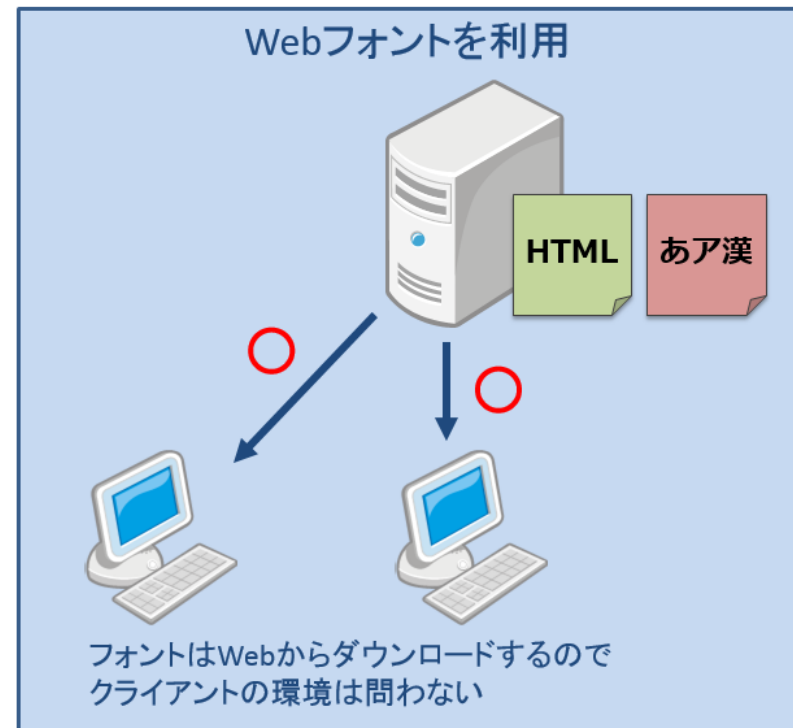 Webフォントを利用
HTML
あア漢
フォントはWebからダウンロードするので
クライアントの環境は問わない